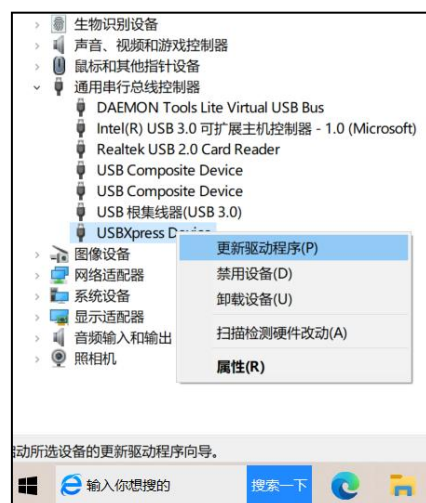 生物识别设备
声音、视频和游戏控制器
鼠标和其他指针设备
通用串行总线控制器
DAEMON Tools Lite Virtual USB Bus
Intel(R) USB 3.0 可扩展主机控制器 - 1.0 (Microsoft)
Realtek USB 2.0 Card Reader
USB Composite Device
USB Composite Device
USB 根集线器(USB 3.0)
USBXpress Device
更新驱动程序(P)
图像设备
网络适配器
禁用设备(D)
系统设备
卸载设备(U)
显示适配器
音频输入和输出
扫描检测硬件改动(A)
照相机
属性(R)
动所选设备的更新驱动程序向导。
输入你想搜的
搜索一下